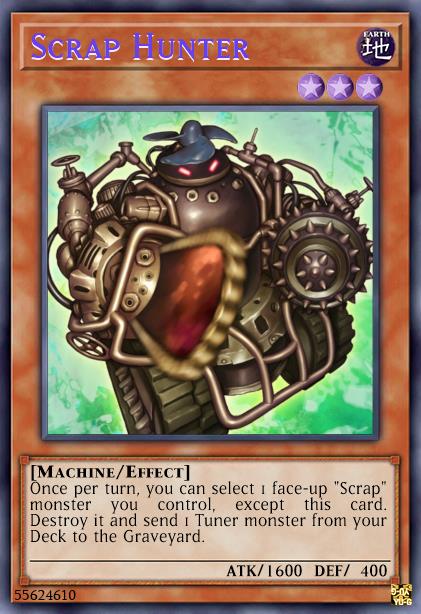 Scrap Hunter
EARTH
地
[Machine/Effect]
Once per turn, you can select 1 face-up "Scrap"
monster you control, except this card.
Destroy it and send 1 Tuner monster from your
Deck to the Graveyard.
ATK/1600 DEF/ 400
55624610